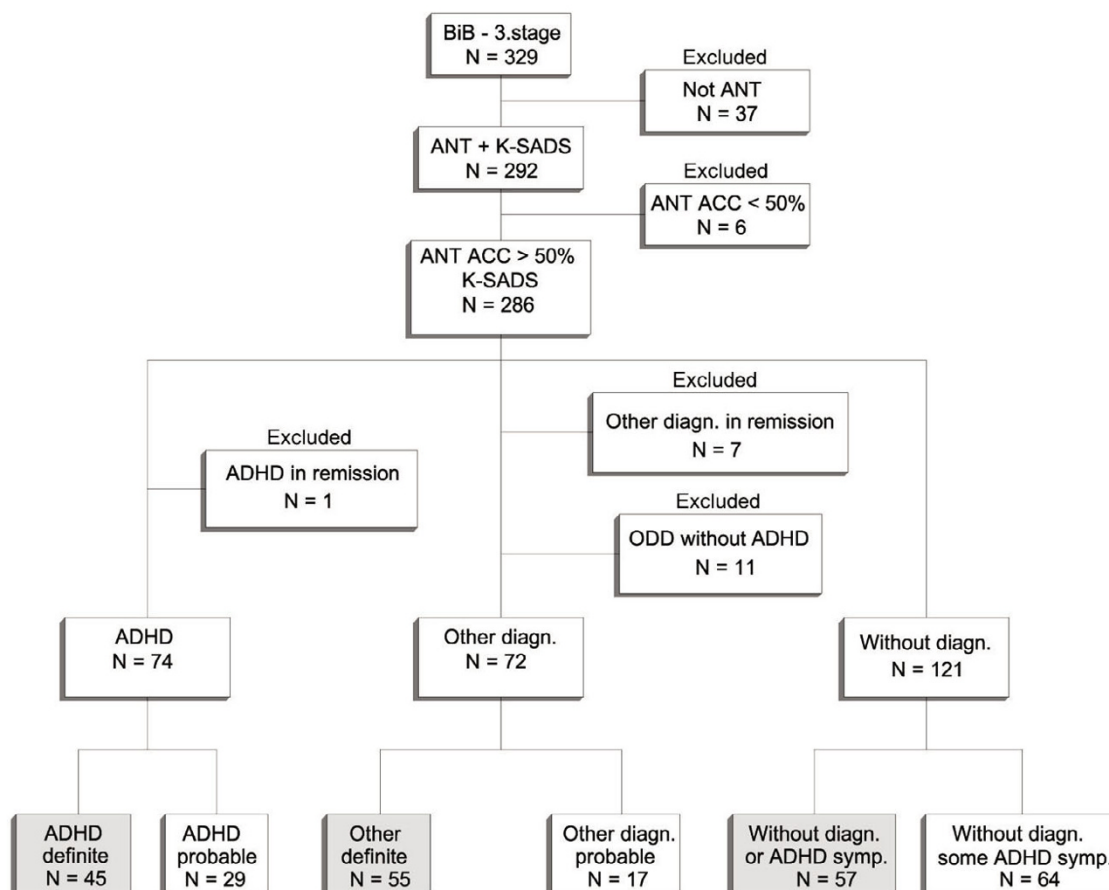 BiB - 3.stage
N = 329
Excluded
Not ANT
N = 37
ANT + K-SADS
N = 292
Excluded
ANT ACC < 50%
N = 6
ANT ACC > 50%
K-SADS
N = 286
Excluded
Other diagn. in remission
N = 7
Excluded
ADHD in remission
N = 1
Excluded
ODD without ADHD
N = 11
ADHD
N = 74
Other diagn.
N = 72
Without diagn.
N = 121
ADHD
definite
N = 45
ADHD
probable
N = 29
Other
definite
N = 55
Other diagn.
probable
N = 17
Without diagn.
or ADHD symp.
N = 57
Without diagn.
some ADHD symp.
N = 64